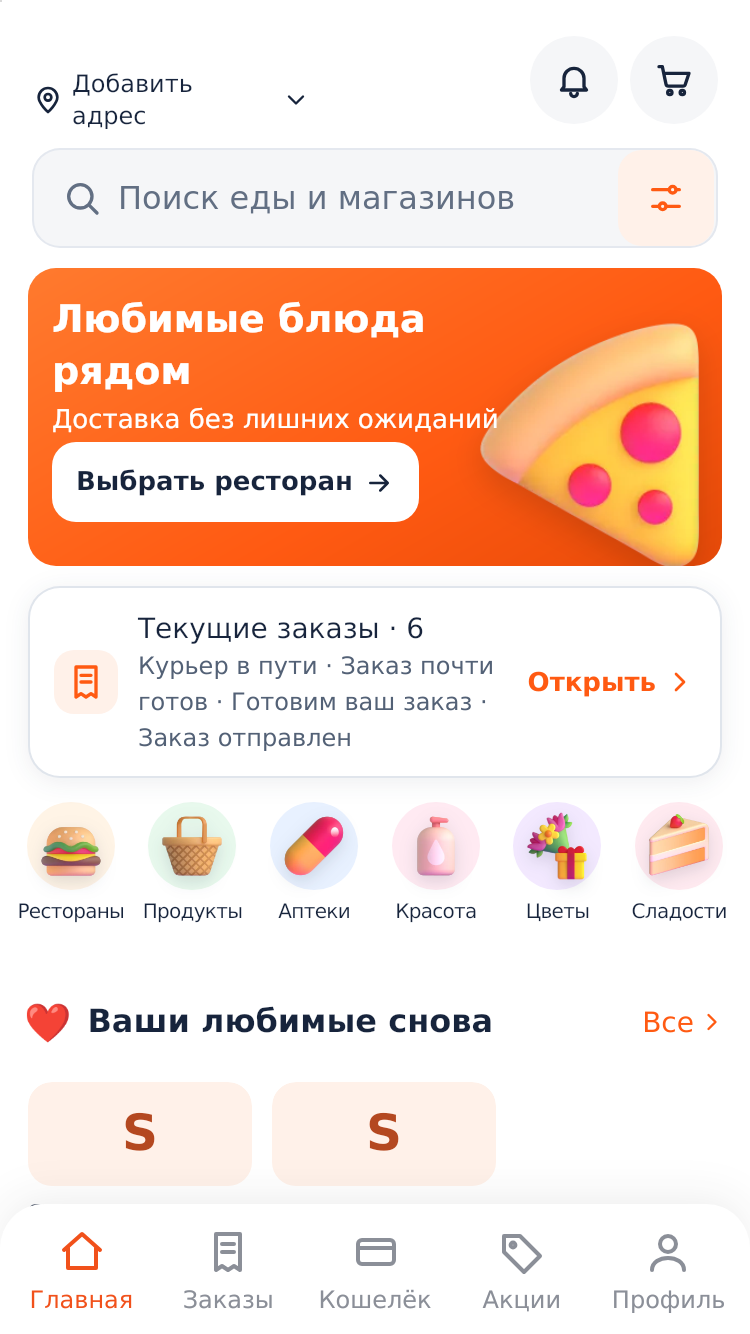 Добавить
адрес
Поиск еды и магазинов
Любимые блюда
рядом
Доставка без лишних ожиданий
Выбрать ресторан →
Текущие заказы · 6
Курьер в пути · Заказ почти
готов · Готовим ваш заказ ·
Заказ отправлен
Открыть
Рестораны Продукты Аптеки Красота Цветы Сладости
Ваши любимые снова
Все
S S
Главная Заказы Кошелёк Акции Профиль